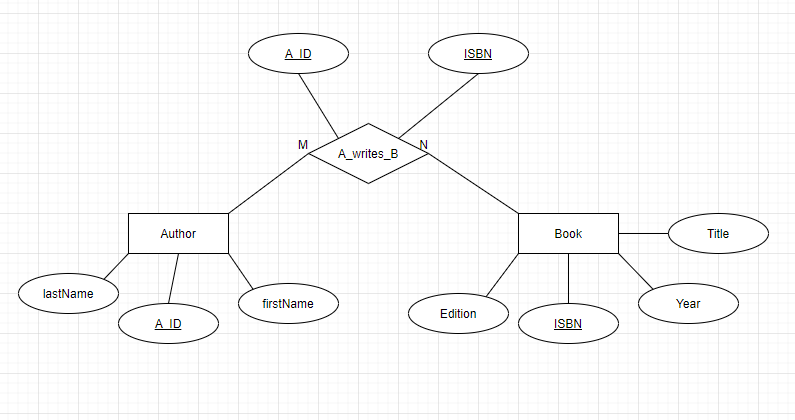 A_ID
ISBN
M
N
A_writes_B
Author
Book
Title
lastName
firstName
Year
Edition
A_ID
ISBN